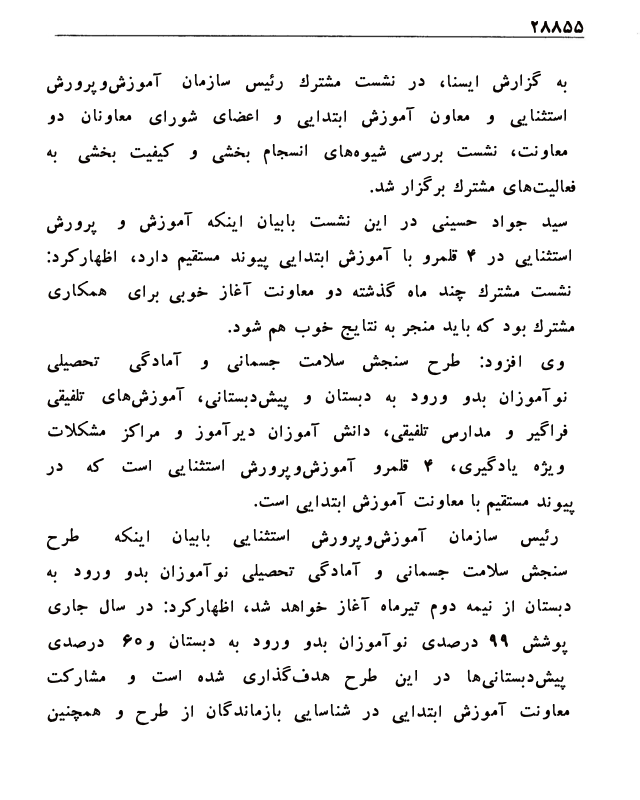 ۲۸۸۵۵
به گزارش ایسنا، در نشست مشترك رئیس سازمان آموزش‌وپرورش
استثنایی و معاون آموزش ابتدایی و اعضای شورای معاونان دو
معاونت، نشست بررسی شیوه‌های انسجام بخشی و کیفیت بخشی به
فعالیت‌های مشترك برگزار شد.
سید جواد حسینی در این نشست بابیان اینکه آموزش و پرورش
استثنایی در ۴ قلمرو با آموزش ابتدایی پیوند مستقیم دارد، اظهارکرد:
نشست مشترك چند ماه گذشته دو معاونت آغاز خوبی برای همکاری
مشترك بود که باید منجر به نتایج خوب هم شود.
وی افزود: طرح سنجش سلامت جسمانی و آمادگی تحصیلی
نوآموزان بدو ورود به دبستان و پیش‌دبستانی، آموزش‌های تلفیقی
فراگیر و مدارس تلفیقی، دانش آموزان دیرآموز و مراکز مشکلات
ویژه یادگیری، ۴ قلمرو آموزش‌وپرورش استثنایی است که در
پیوند مستقیم با معاونت آموزش ابتدایی است.
رئیس سازمان آموزش‌وپرورش استثنایی بابیان اینکه طرح
سنجش سلامت جسمانی و آمادگی تحصیلی نوآموزان بدو ورود به
دبستان از نیمه دوم تیرماه آغاز خواهد شد، اظهارکرد: در سال جاری
پوشش ۹۹ درصدی نوآموزان بدو ورود به دبستان و۶۰ درصدی
پیش‌دبستانی‌ها در این طرح هدف‌گذاری شده است و مشارکت
معاونت آموزش ابتدایی در شناسایی بازماندگان از طرح و همچنین